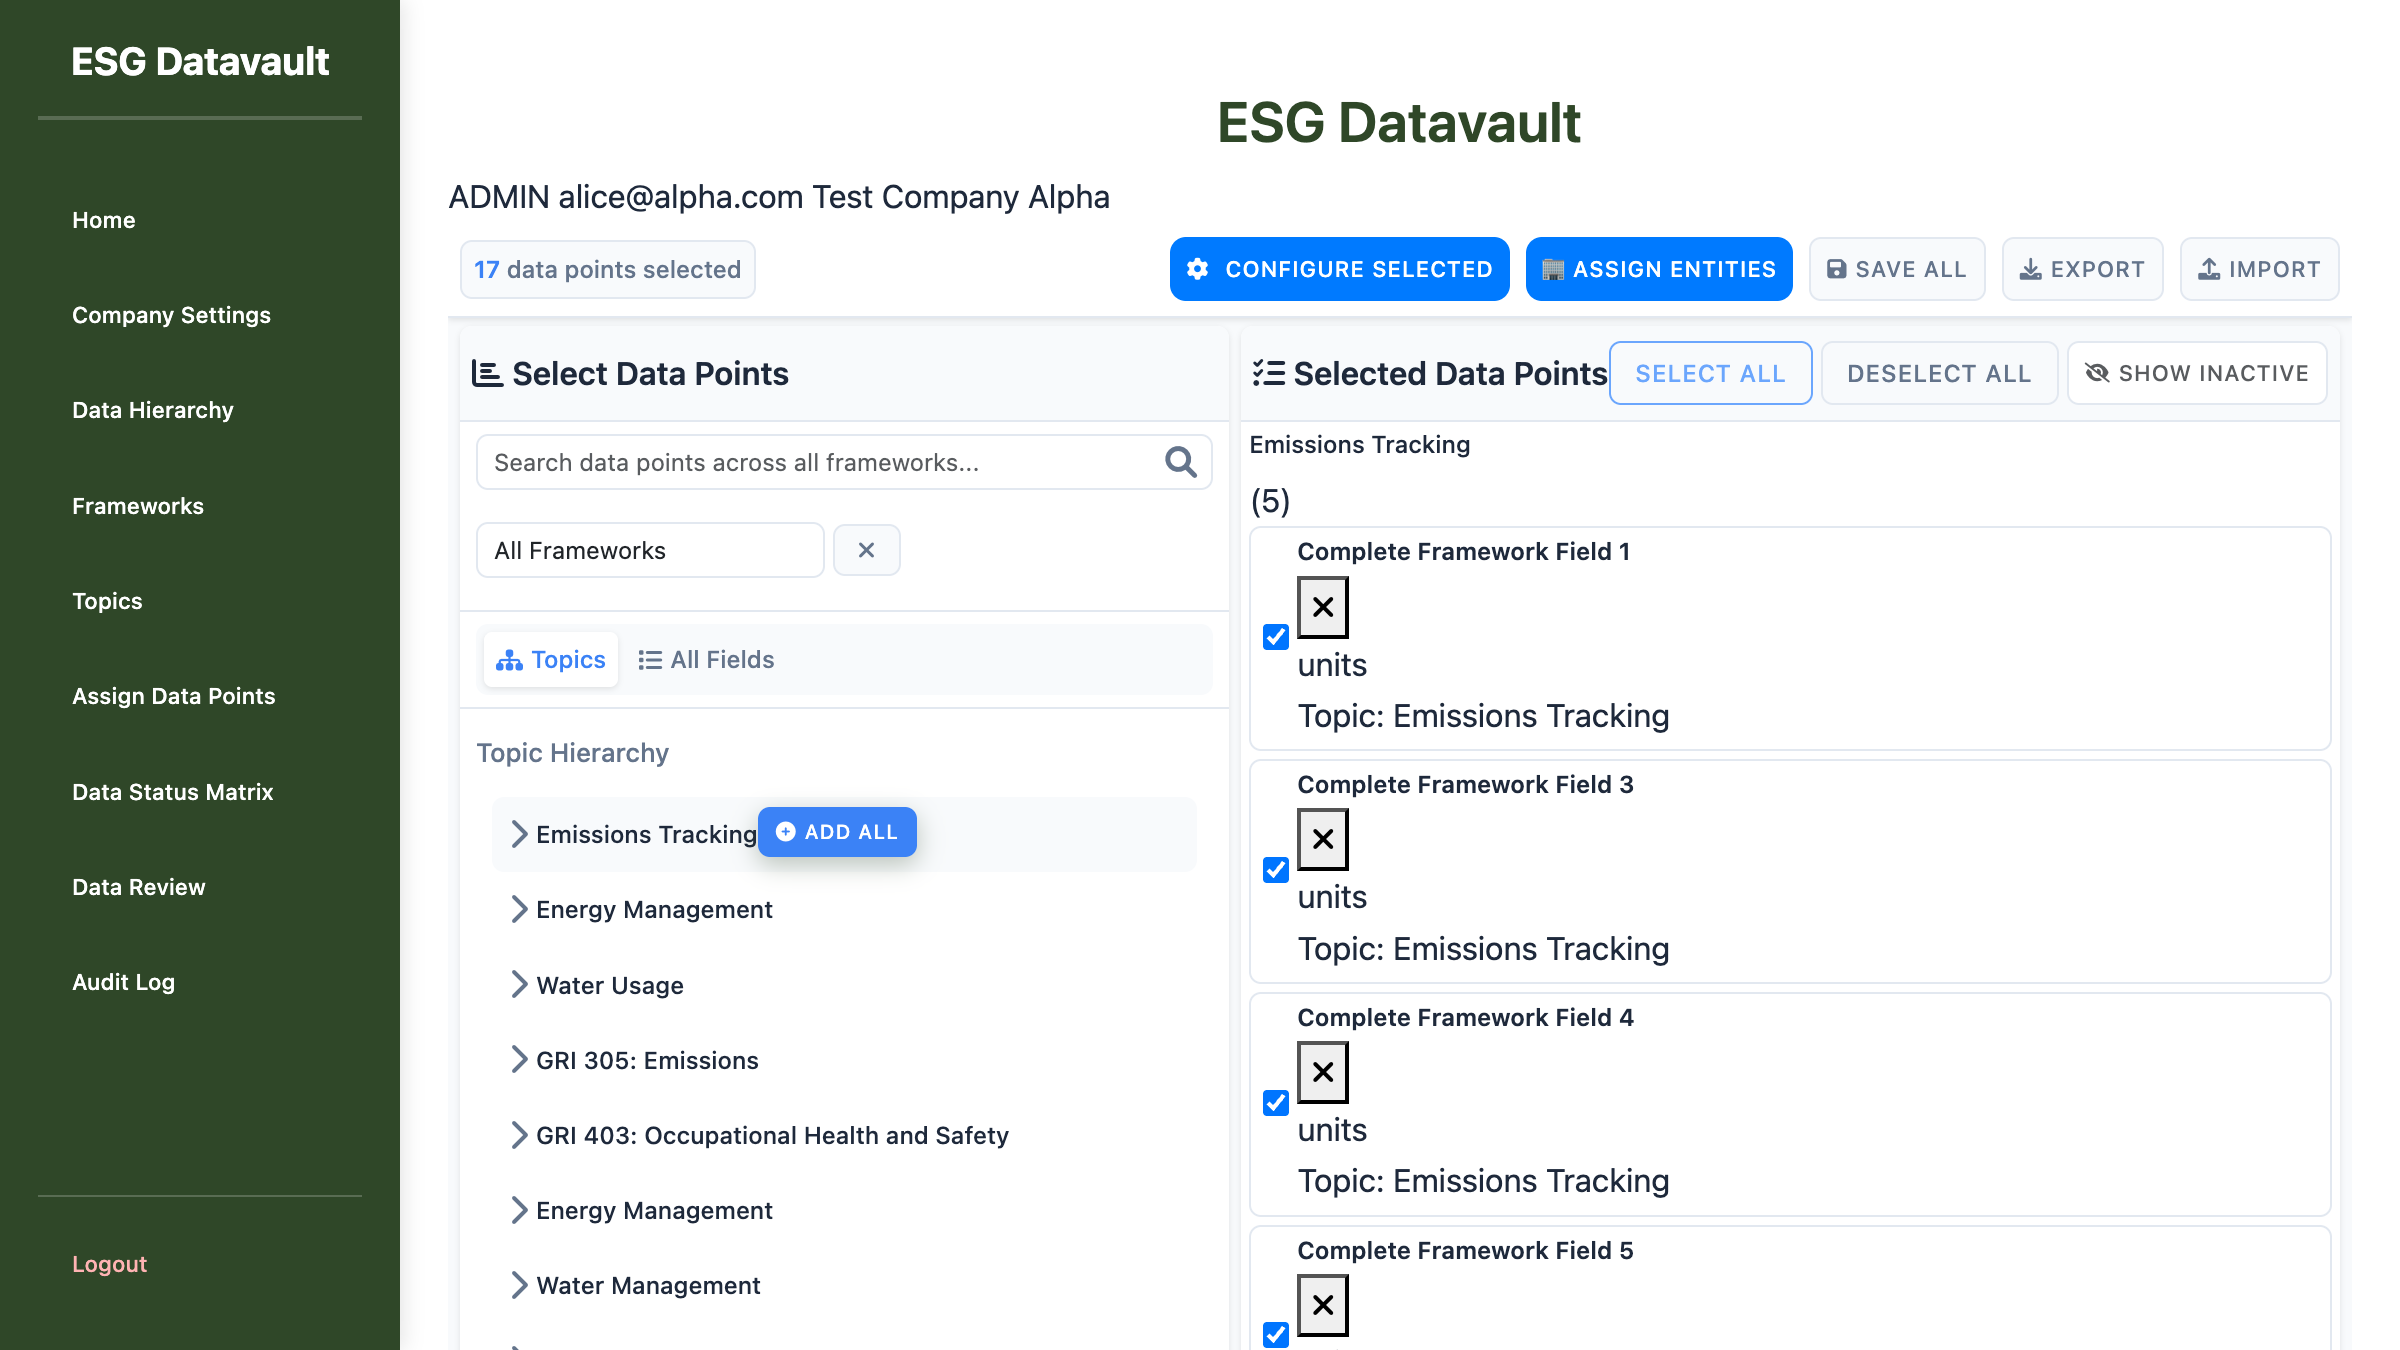 ESG Datavault
Home
Company Settings
Data Hierarchy
Frameworks
Topics
Assign Data Points
Data Status Matrix
Data Review
Audit Log
Logout
ESG Datavault
ADMIN alice@alpha.com Test Company Alpha
17 data points selected
CONFIGURE SELECTED
ASSIGN ENTITIES
SAVE ALL
EXPORT
IMPORT
Select Data Points
Search data points across all frameworks...
All Frameworks
Topics
All Fields
Topic Hierarchy
Emissions Tracking
ADD ALL
Energy Management
Water Usage
GRI 305: Emissions
GRI 403: Occupational Health and Safety
Energy Management
Water Management
Selected Data Points
SELECT ALL
DESELECT ALL
SHOW INACTIVE
Emissions Tracking
(5)
Complete Framework Field 1
units
Topic: Emissions Tracking
Complete Framework Field 3
units
Topic: Emissions Tracking
Complete Framework Field 4
units
Topic: Emissions Tracking
Complete Framework Field 5